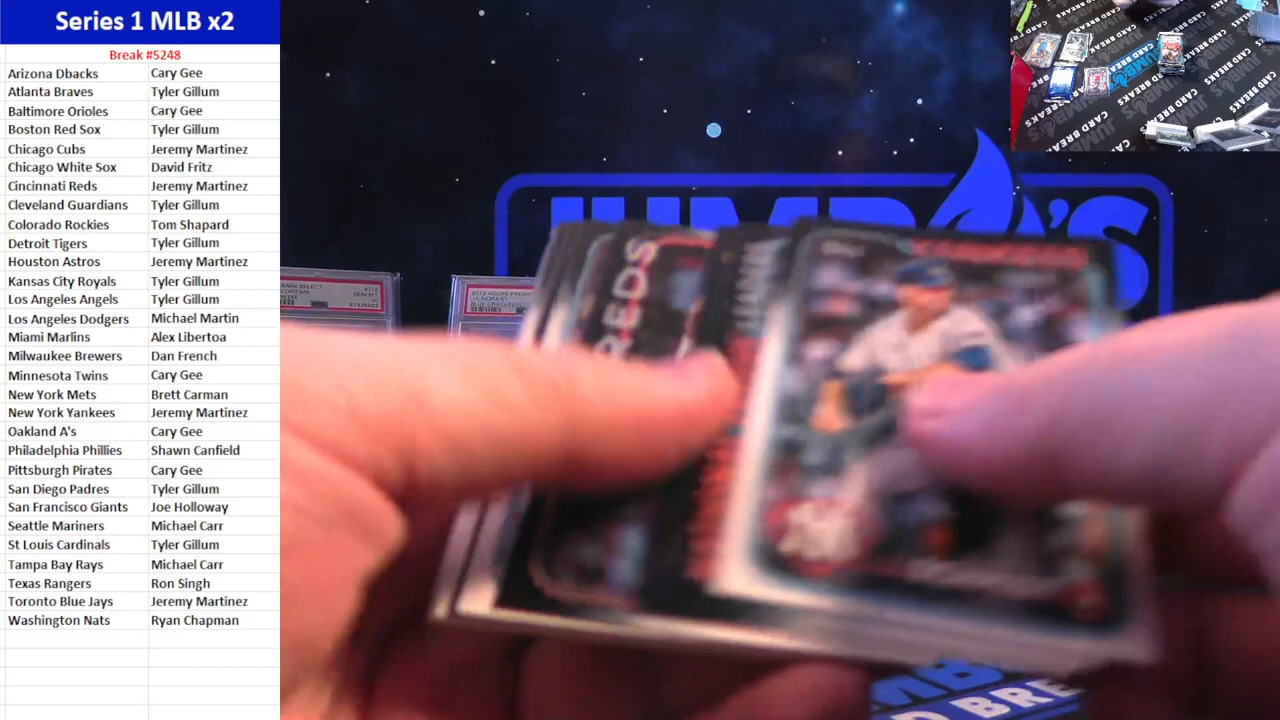 Series 1 MLB x2
Break #5248
Arizona Dbacks Cary Gee
Atlanta Braves Tyler Gillum
Baltimore Orioles Cary Gee
Boston Red Sox Tyler Gillum
Chicago Cubs Jeremy Martinez
Chicago White Sox David Fritz
Cincinnati Reds Jeremy Martinez
Cleveland Guardians Tyler Gillum
Colorado Rockies Tom Shapard
Detroit Tigers Tyler Gillum
Houston Astros Jeremy Martinez
Kansas City Royals Tyler Gillum
Los Angeles Angels Tyler Gillum
Los Angeles Dodgers Michael Martin
Miami Marlins Alex Libertoa
Milwaukee Brewers Dan French
Minnesota Twins Cary Gee
New York Mets Brett Carman
New York Yankees Jeremy Martinez
Oakland A's Cary Gee
Philadelphia Phillies Shawn Canfield
Pittsburgh Pirates Cary Gee
San Diego Padres Tyler Gillum
San Francisco Giants Joe Holloway
Seattle Mariners Michael Carr
St Louis Cardinals Tyler Gillum
Tampa Bay Rays Michael Carr
Texas Rangers Ron Singh
Toronto Blue Jays Jeremy Martinez
Washington Nats Ryan Chapman
JUMBO'S
REDS
CARD BREAKS